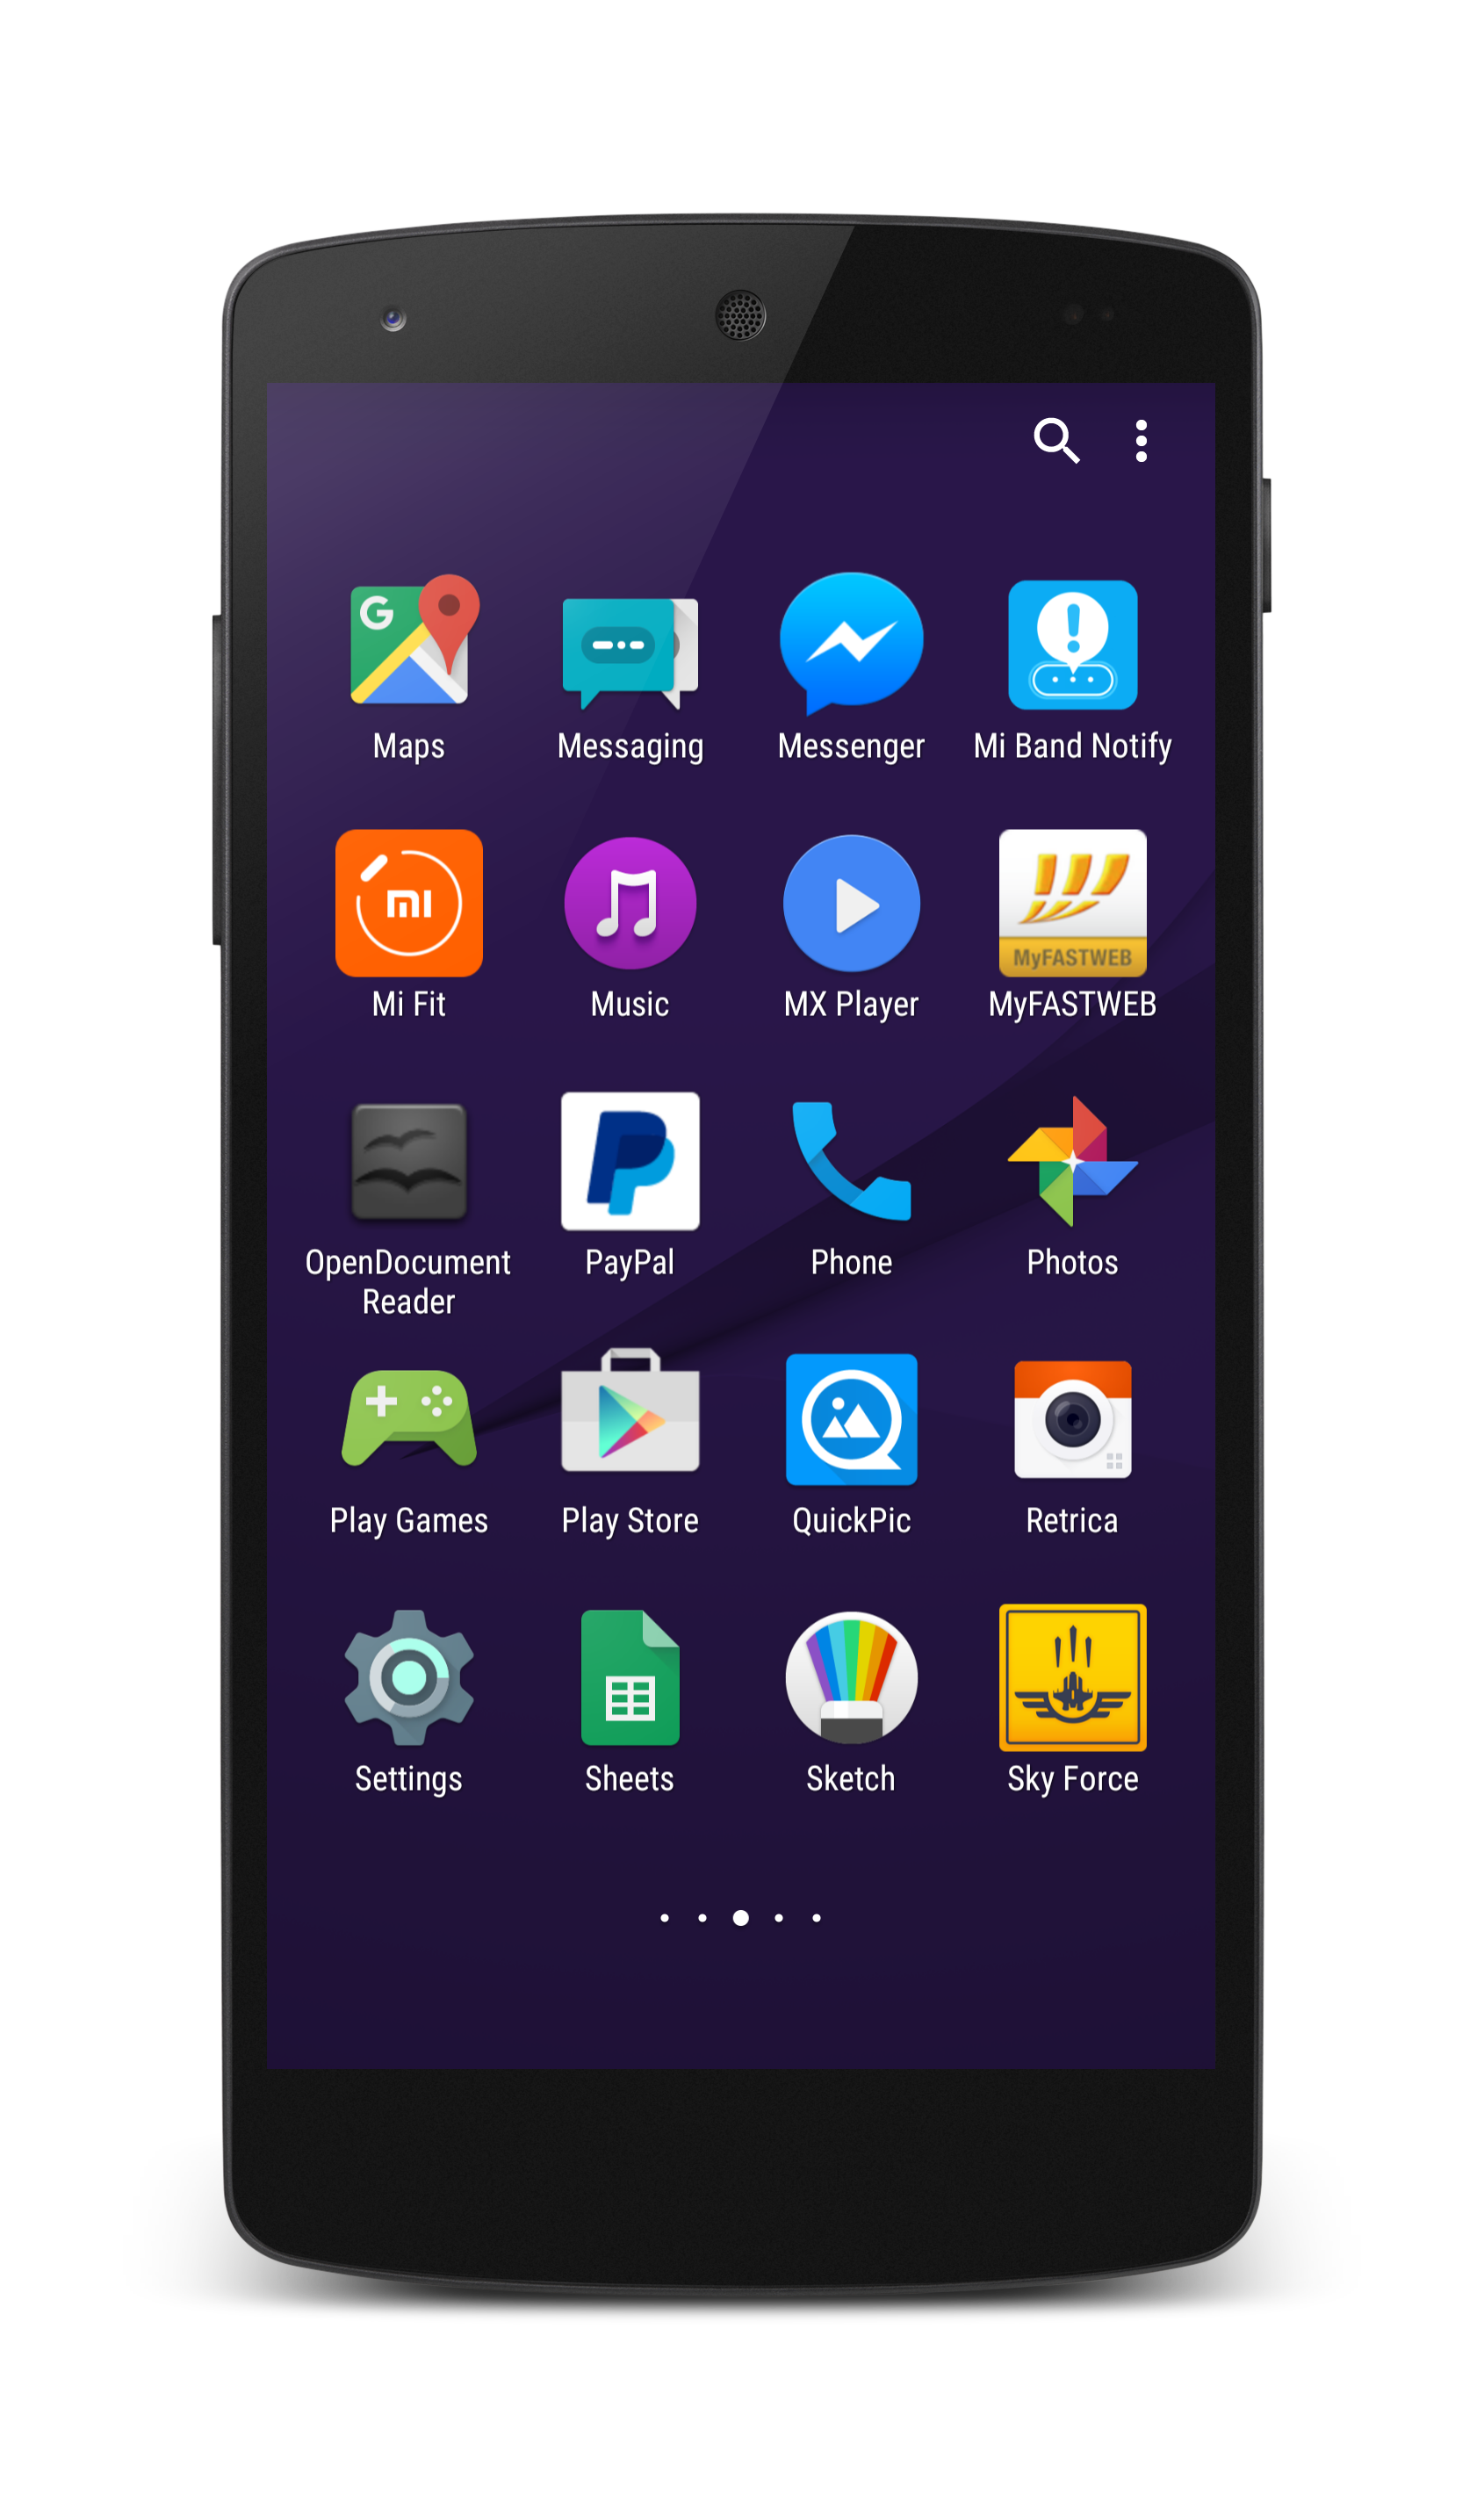 G
Maps
Messaging
Messenger
Mi Band Notify
mi
MyFASTWEB
Mi Fit
Music
MX Player
MyFASTWEB
OpenDocument
Reader
PayPal
Phone
Photos
Play Games
Play Store
QuickPic
Retrica
Settings
Sheets
Sketch
Sky Force